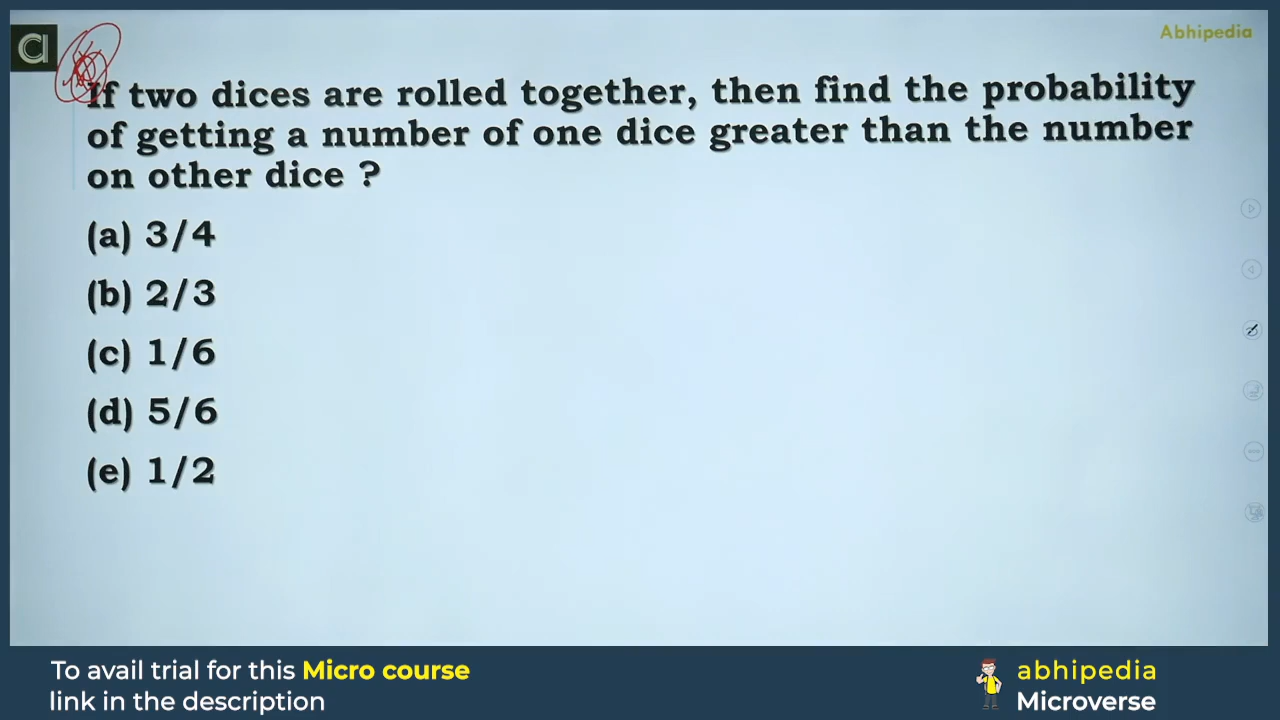 Abhipedia
If two dices are rolled together, then find the probability
of getting a number of one dice greater than the number
on other dice ?
(a) 3/4
(b) 2/3
(c) 1/6
(d) 5/6
(e) 1/2
To avail trial for this Micro course
link in the description
abhipedia
Microverse